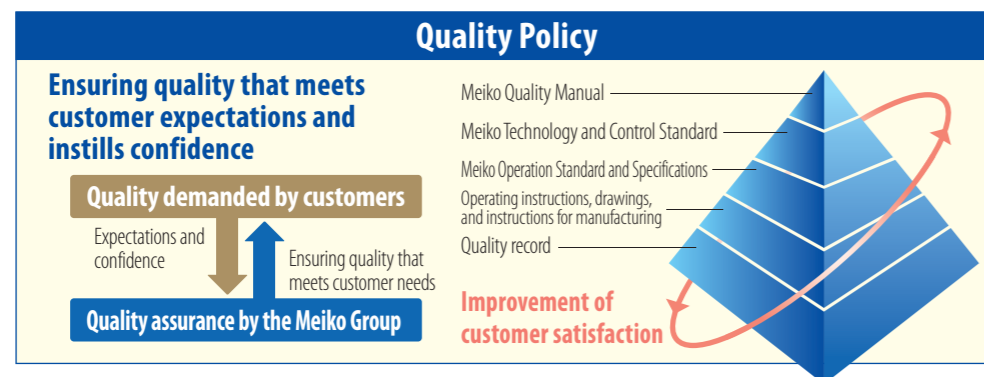 Quality Policy
Ensuring quality that meets
customer expectations and
instills confidence
Quality demanded by customers
Expectations and
confidence
Ensuring quality that
meets customer needs
Quality assurance by the Meiko Group
Meiko Quality Manual
Meiko Technology and Control Standard
Meiko Operation Standard and Specifications
Operating instructions, drawings,
and instructions for manufacturing
Quality record
Improvement of
customer satisfaction